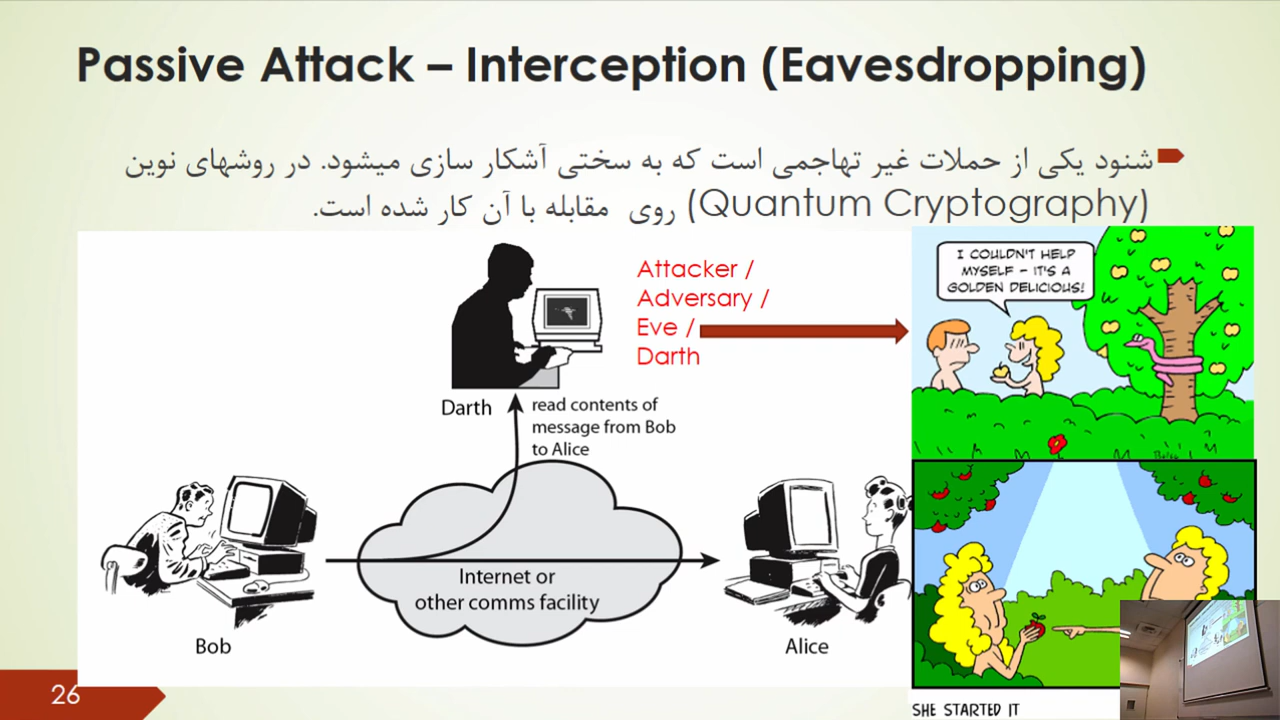 Passive Attack – Interception (Eavesdropping)
شنود یکی از حملات غیر تهاجمی است که به سختی آشکار سازی میشود. در روشهای نوین
(Quantum Cryptography) روی مقابله با آن کار شده است.
Attacker /
Adversary /
Eve /
Darth
I COULDN'T HELP
MYSELF – IT'S A
GOLDEN DELICIOUS!
Darth
read contents of
message from Bob
to Alice
Internet or
other comms facility
Bob
Alice
SHE STARTED IT
26